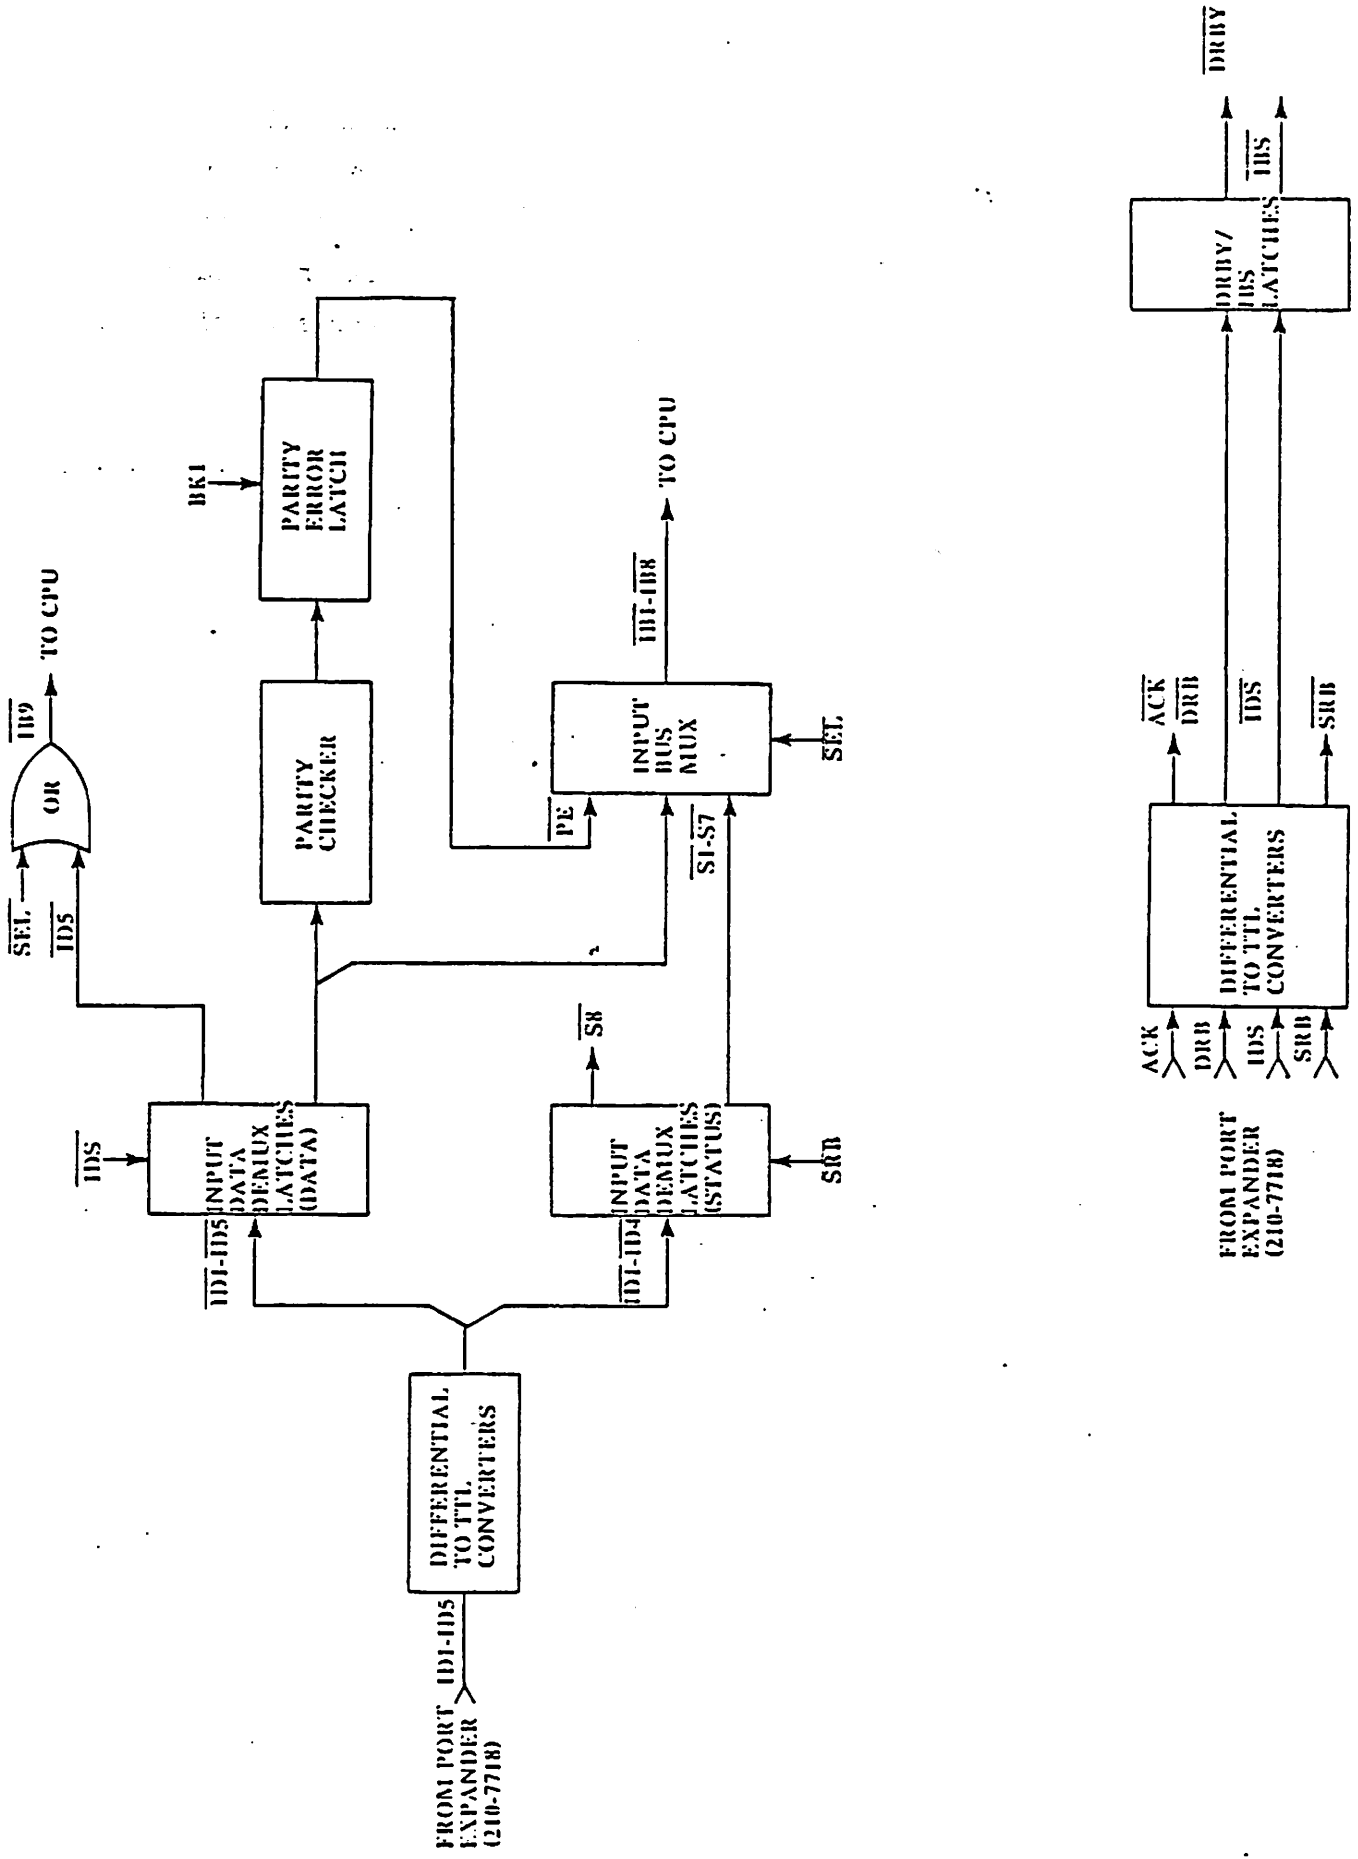 FROM PORT
EXPANDER
(210-7718)
ID1-ID5
DIFFERENTIAL
TO TTL
CONVERTERS
ID1-ID5
IDS
INPUT
DATA
DEMUX
LATCHES
(DATA)
ID1-ID4
INPUT
DATA
DEMUX
LATCHES
(STATUS)
SRB
S8
SEL
ID5
OR
IB9
TO CPU
PARITY
CHECKER
BK1
PARITY
ERROR
LATCH
PE
S1-S7
INPUT
BUS
MUX
SEL
IB1-IB8
TO CPU
FROM PORT
EXPANDER
(210-7718)
ACK
DRB
IDS
SRB
DIFFERENTIAL
TO TTL
CONVERTERS
ACK
DRB
IDS
SRB
DRBY/
IBS
LATCHES
DRBY
IBS